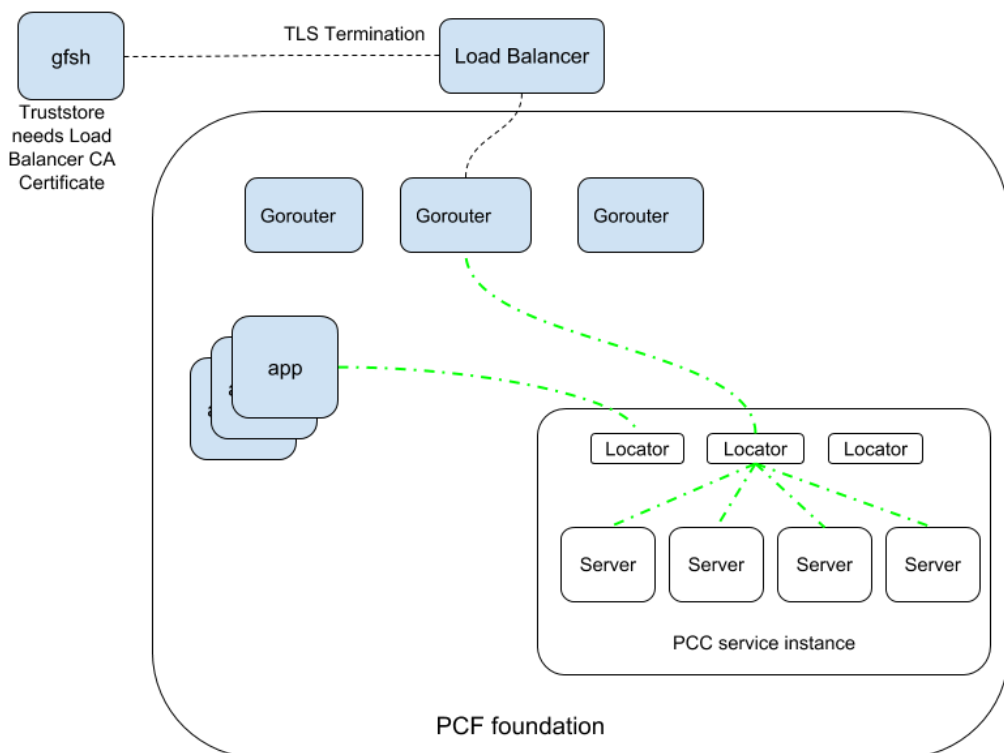 TLS Termination
gfsh
Load Balancer
Truststore
needs Load
Balancer CA
Certificate
Gorouter
Gorouter
Gorouter
app
Locator
Locator
Locator
Server
Server
Server
Server
PCC service instance
PCF foundation